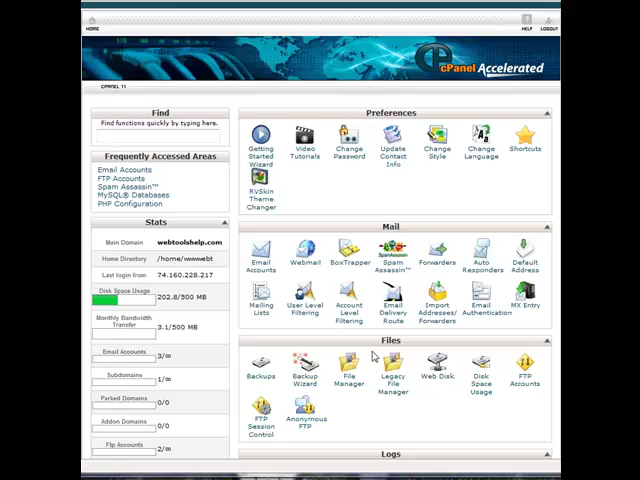 HOME
HELP
LOGOUT
cPanel Accelerated
CPANEL 11
Find
Find functions quickly by typing here.
Frequently Accessed Areas
Email Accounts
FTP Accounts
Spam Assassin™
MySQL® Databases
PHP Configuration
Stats
Main Domain webtoolshelp.com
Home Directory /home/wwwebt
Last login from 74.160.228.217
Disk Space Usage
202.8/500 MB
Monthly Bandwidth
Transfer
3.1/500 MB
Email Accounts
3/∞
Subdomains
1/∞
Parked Domains
0/0
Addon Domains
0/0
Ftp Accounts
2/∞
Preferences
Getting Started Wizard
Video Tutorials
Change Password
Update Contact Info
Change Style
Change Language
Shortcuts
RVSkin Theme Changer
Mail
Email Accounts
Webmail
BoxTrapper
Spam Assassin™
Forwarders
Auto Responders
Default Address
Mailing Lists
User Level Filtering
Account Level Filtering
Email Delivery Route
Import Addresses/ Forwarders
Email Authentication
MX Entry
Files
Backups
Backup Wizard
File Manager
Legacy File Manager
Web Disk
Disk Space Usage
FTP Accounts
FTP Session Control
Anonymous FTP
Logs